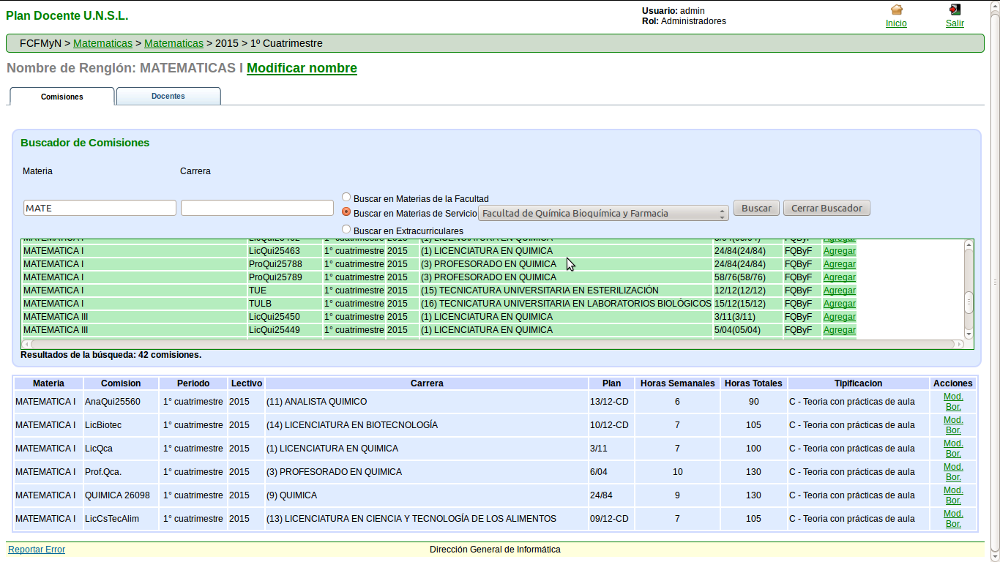 Plan Docente U.N.S.L.
Usuario: admin
Rol: Administradores
Inicio
Salir
FCFMyN > Matematicas > Matematicas > 2015 > 1º Cuatrimestre
Nombre de Renglón: MATEMATICAS I Modificar nombre
Comisiones Docentes
Buscador de Comisiones
Materia Carrera
MATE
Buscar en Materias de la Facultad
Buscar en Materias de Servicio Facultad de Química Bioquímica y Farmacia Buscar Cerrar Buscador
Buscar en Extracurriculares
MATEMATICA I LicQui25463 1° cuatrimestre 2015 (1) LICENCIATURA EN QUIMICA 24/84(24/84) FQByF Agregar
MATEMATICA I ProQui25788 1° cuatrimestre 2015 (3) PROFESORADO EN QUIMICA 24/84(24/84) FQByF Agregar
MATEMATICA I ProQui25789 1° cuatrimestre 2015 (3) PROFESORADO EN QUIMICA 58/76(58/76) FQByF Agregar
MATEMATICA I TUE 1° cuatrimestre 2015 (15) TECNICATURA UNIVERSITARIA EN ESTERILIZACIÓN 12/12(12/12) FQByF Agregar
MATEMATICA I TULB 1° cuatrimestre 2015 (16) TECNICATURA UNIVERSITARIA EN LABORATORIOS BIOLÓGICOS 15/12(15/12) FQByF Agregar
MATEMATICA III LicQui25450 1° cuatrimestre 2015 (1) LICENCIATURA EN QUIMICA 3/11(3/11) FQByF Agregar
MATEMATICA III LicQui25449 1° cuatrimestre 2015 (1) LICENCIATURA EN QUIMICA 5/04(05/04) FQByF Agregar
Resultados de la búsqueda: 42 comisiones.
Materia Comision Periodo Lectivo Carrera Plan Horas Semanales Horas Totales Tipificacion Acciones
MATEMATICA I AnaQui25560 1° cuatrimestre 2015 (11) ANALISTA QUIMICO 13/12-CD 6 90 C - Teoria con prácticas de aula Mod. Bor.
MATEMATICA I LicBiotec 1° cuatrimestre 2015 (14) LICENCIATURA EN BIOTECNOLOGÍA 10/12-CD 7 105 C - Teoria con prácticas de aula Mod. Bor.
MATEMATICA I LicQca 1° cuatrimestre 2015 (1) LICENCIATURA EN QUIMICA 3/11 7 100 C - Teoria con prácticas de aula Mod. Bor.
MATEMATICA I Prof.Qca. 1° cuatrimestre 2015 (3) PROFESORADO EN QUIMICA 6/04 10 130 C - Teoria con prácticas de aula Mod. Bor.
MATEMATICA I QUIMICA 26098 1° cuatrimestre 2015 (9) QUIMICA 24/84 9 130 C - Teoria con prácticas de aula Mod. Bor.
MATEMATICA I LicCsTecAlim 1° cuatrimestre 2015 (13) LICENCIATURA EN CIENCIA Y TECNOLOGÍA DE LOS ALIMENTOS 09/12-CD 7 105 C - Teoria con prácticas de aula Mod. Bor.
Reportar Error Dirección General de Informática